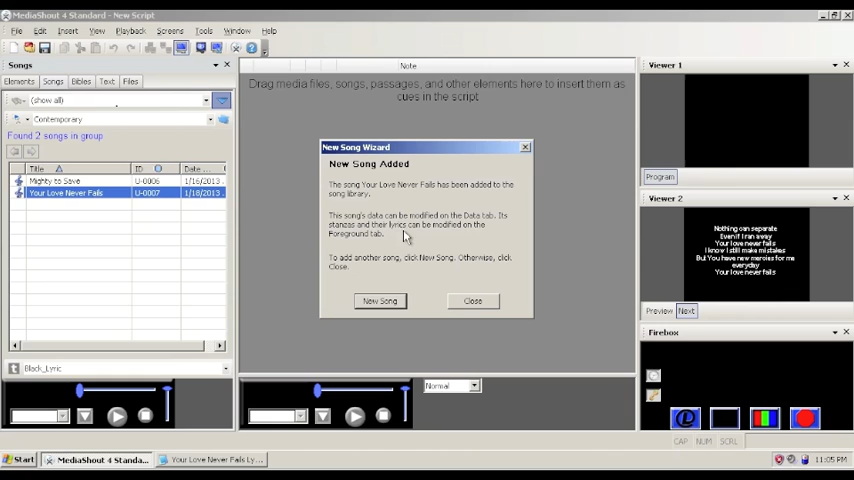 MediaShout 4 Standard - New Script
File Edit Insert View Playback Screens Tools Window Help
Songs
Elements Songs Bibles Text Files
(show all)
Contemporary
Found 2 songs in group
Title ID Date ...
Mighty to Save U-0006 1/16/2013
Your Love Never Fails U-0007 1/18/2013
Black_Lyric
Note
Drag media files, songs, passages, and other elements here to insert them as
cues in the script
New Song Wizard
New Song Added
The song Your Love Never Fails has been added to the
song library.
This song's data can be modified on the Data tab. Its
stanzas and their lyrics can be modified on the
Foreground tab.
To add another song, click New Song. Otherwise, click
Close.
New Song Close
Normal
Viewer 1
Program
Viewer 2
Nothing can separate
Even if I ran away
Your love never fails
I know I still make mistakes
But You have new mercies for me
everyday
Your love never fails
Preview Next
Firebox
CAP NUM SCRL
Start MediaShout 4 Standa... Your Love Never Fails Ly... 11:05 PM